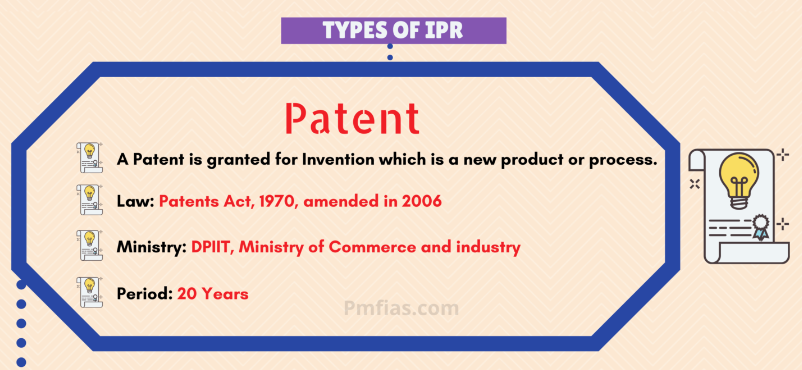 TYPES OF IPR
Patent
A Patent is granted for Invention which is a new product or process.
Law: Patents Act, 1970, amended in 2006
Ministry: DPIIT, Ministry of Commerce and industry
Period: 20 Years
Pmfias.com